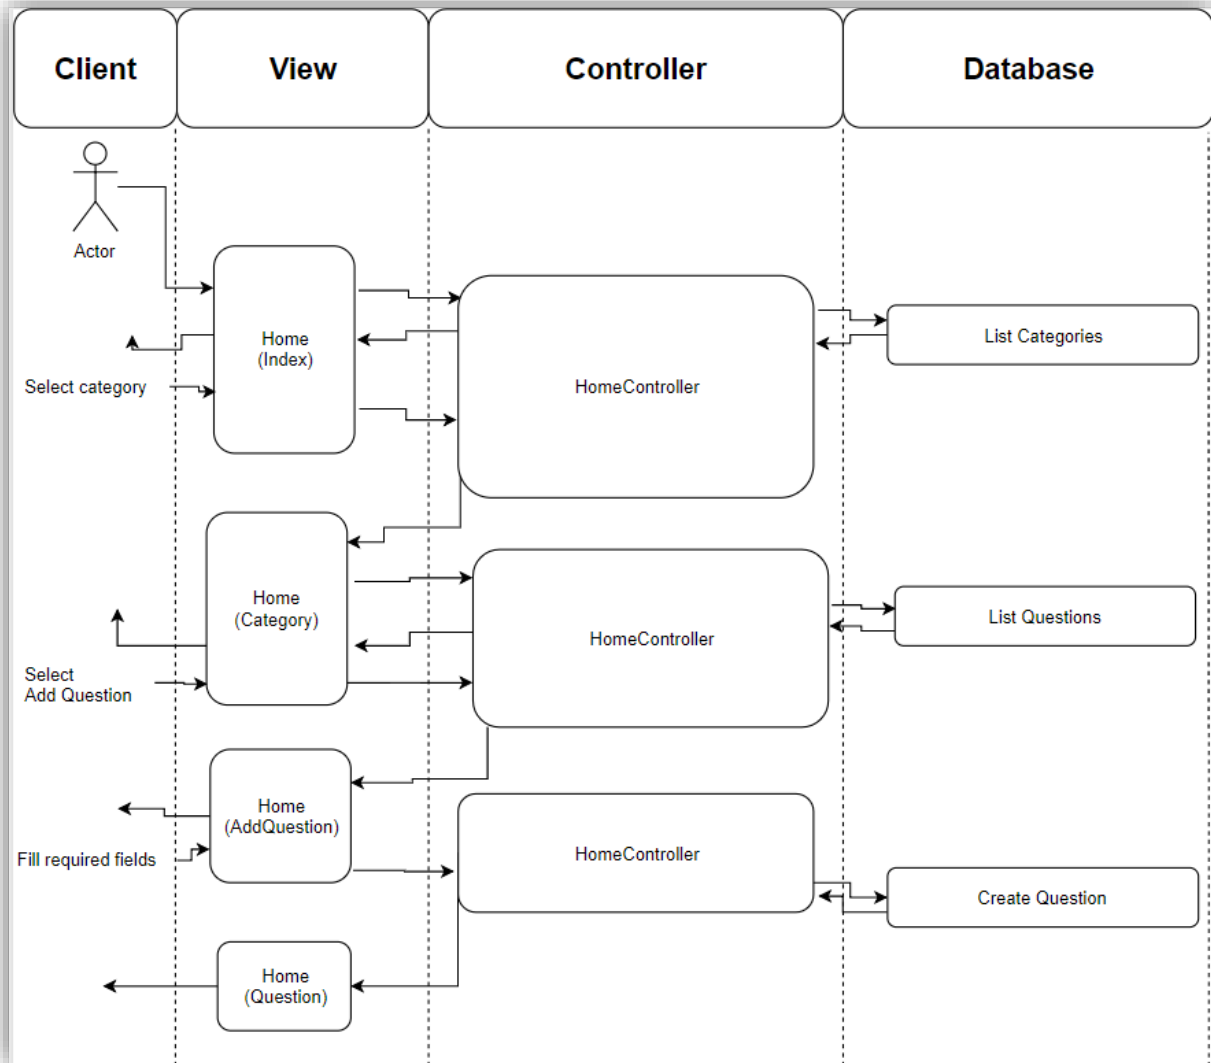 Client
View
Controller
Database
Actor
Home
(Index)
List Categories
Select category
HomeController
Home
(Category)
HomeController
List Questions
Select
Add Question
Home
(AddQuestion)
HomeController
Fill required fields
Create Question
Home
(Question)